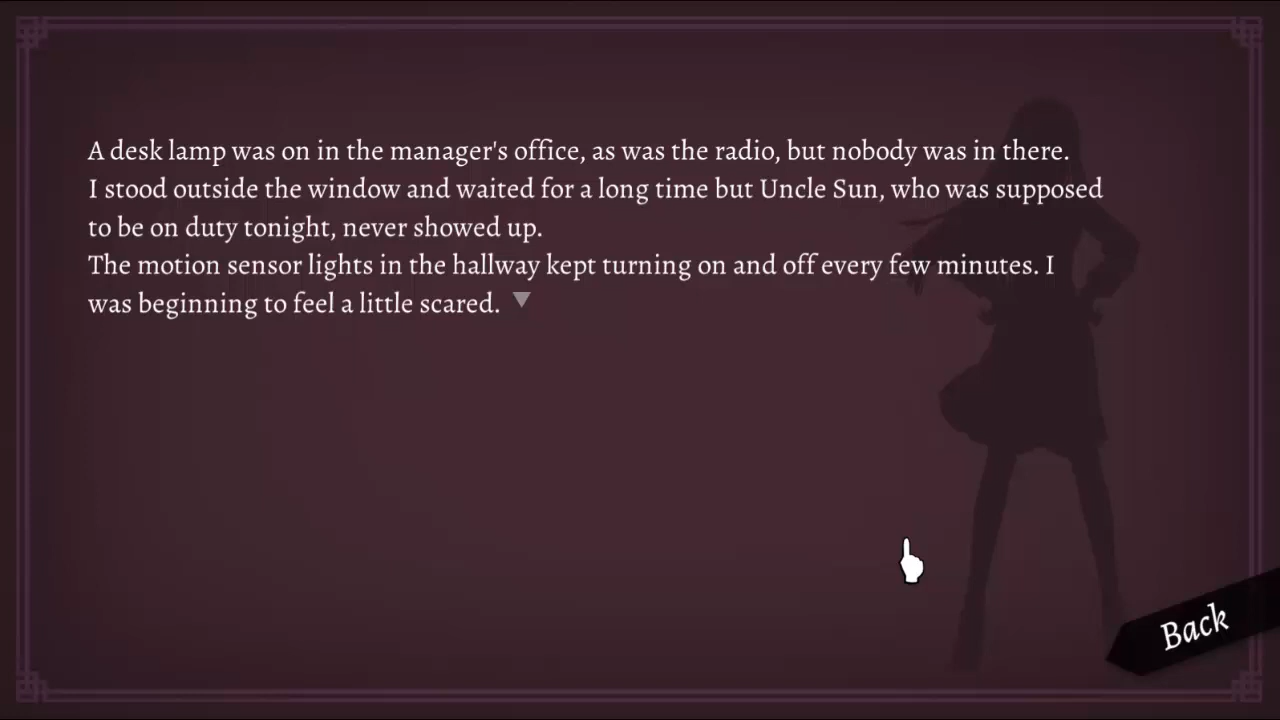 A desk lamp was on in the manager's office, as was the radio, but nobody was in there.
I stood outside the window and waited for a long time but Uncle Sun, who was supposed
to be on duty tonight, never showed up.
The motion sensor lights in the hallway kept turning on and off every few minutes. I
was beginning to feel a little scared.
Back